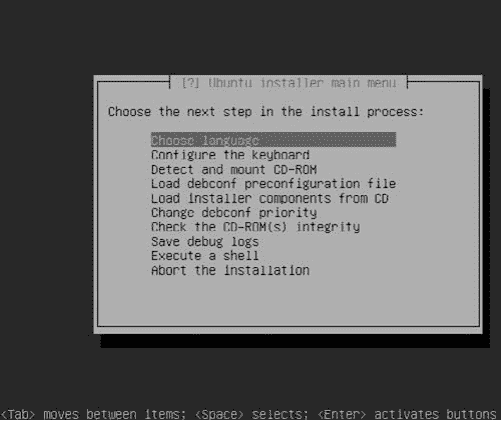 [?] Ubuntu installer main menu
Choose the next step in the install process:
Choose language
Configure the keyboard
Detect and mount CD-ROM
Load debconf preconfiguration file
Load installer components from CD
Change debconf priority
Check the CD-ROM(s) integrity
Save debug logs
Execute a shell
Abort the installation
<Tab> moves between items; <Space> selects; <Enter> activates buttons